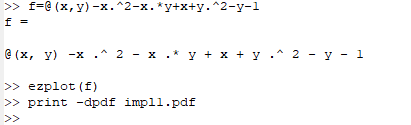 >> f=@(x,y)-x.^2-x.*y+x+y.^2-y-1
f =
@(x, y) -x .^ 2 - x .* y + x + y .^ 2 - y - 1
>> ezplot(f)
>> print -dpdf impl1.pdf
>>